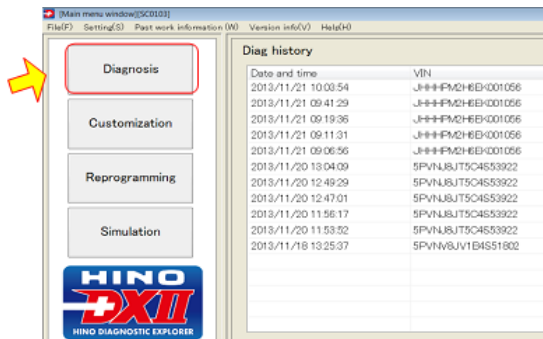 [Main menu window][SC0103]
File(F) Setting(S) Past work information (W) Version info(V) Help(H)
Diagnosis
Customization
Reprogramming
Simulation
HINO
DXII
HINO DIAGNOSTIC EXPLORER
Diag history
Date and time VIN
2013/11/21 10:03:54 JHHHFM2H6EK001056
2013/11/21 09:41:29 JHHHFM2H6EK001056
2013/11/21 09:19:36 JHHHFM2H6EK001056
2013/11/21 09:11:31 JHHHFM2H6EK001056
2013/11/21 09:06:56 JHHHFM2H6EK001056
2013/11/20 13:04:09 5PVNJ8JT5C4S53922
2013/11/20 12:49:29 5PVNJ8JT5C4S53922
2013/11/20 12:47:01 5PVNJ8JT5C4S53922
2013/11/20 11:56:17 5PVNJ8JT5C4S53922
2013/11/20 11:53:52 5PVNJ8JT5C4S53922
2013/11/18 13:25:37 5PVNV8JV1B4S51802